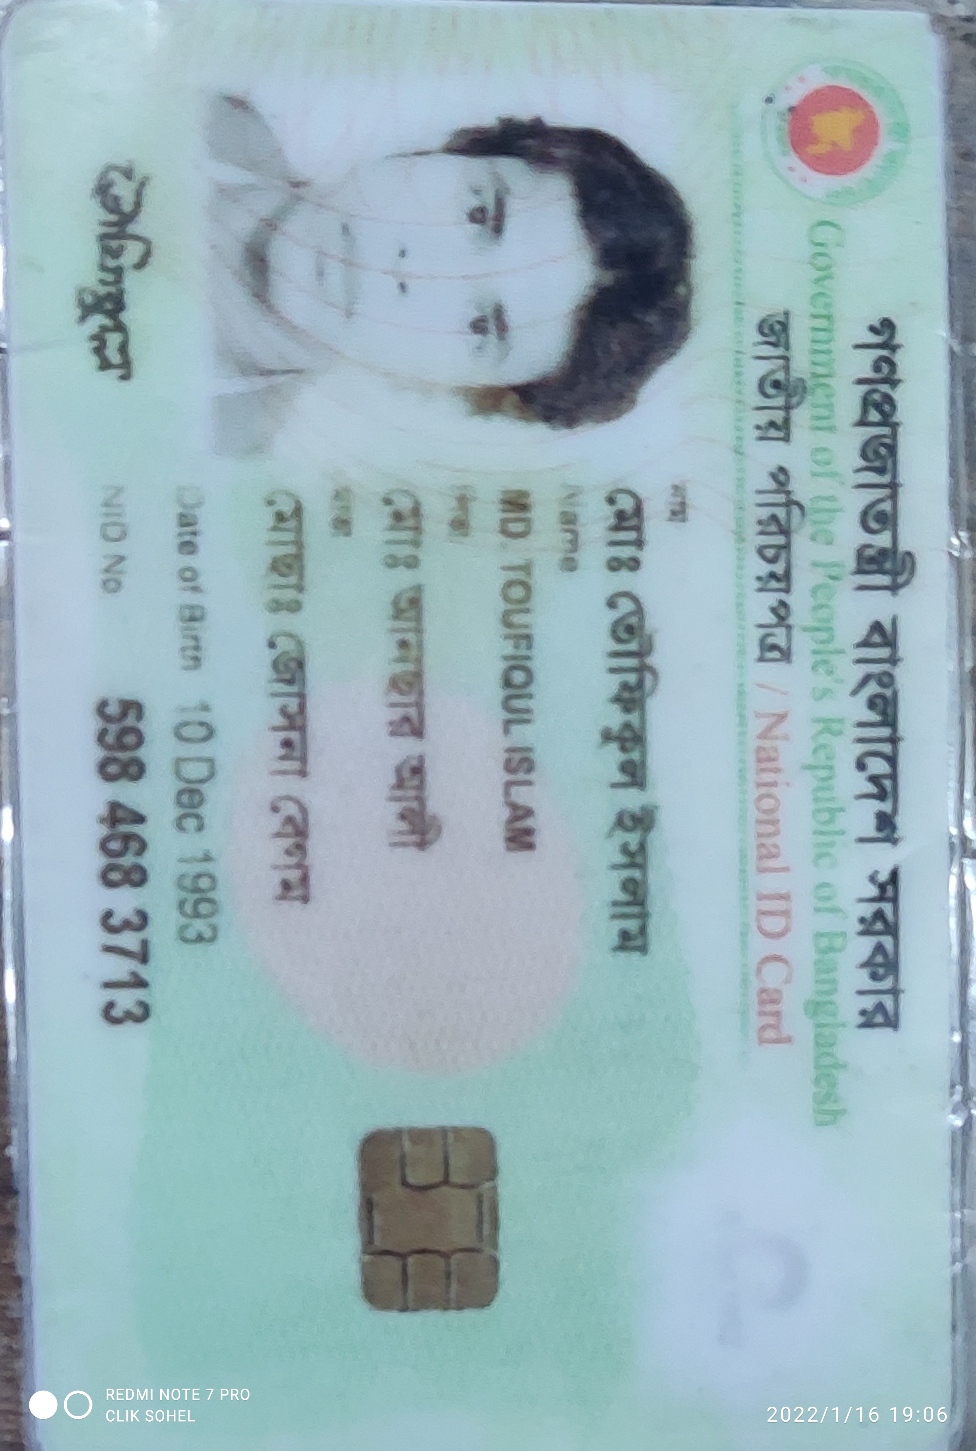 গণপ্রজাতন্ত্রী বাংলাদেশ সরকার
Government of the People's Republic of Bangladesh
জাতীয় পরিচয়পত্র / National ID Card
নাম
মোঃ তৌফিকুল ইসলাম
Name
MD. TOUFIQUL ISLAM
পিতা
মোঃ আনছার আলী
মাতা
মোছাঃ জোসনা বেগম
Date of Birth 10 Dec 1993
NID No 598 468 3713
REDMI NOTE 7 PRO
CLIK SOHEL
2022/1/16 19:06